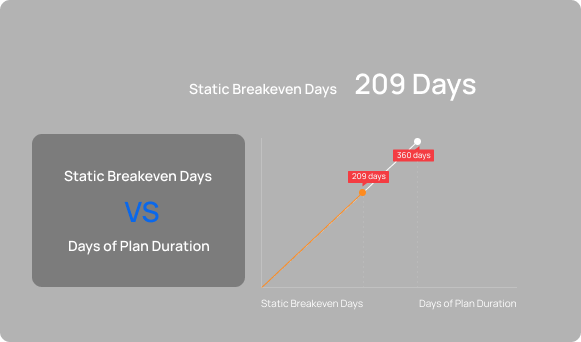 Static Breakeven Days 209 Days
Static Breakeven Days
VS
Days of Plan Duration
360 days
209 days
Static Breakeven Days Days of Plan Duration